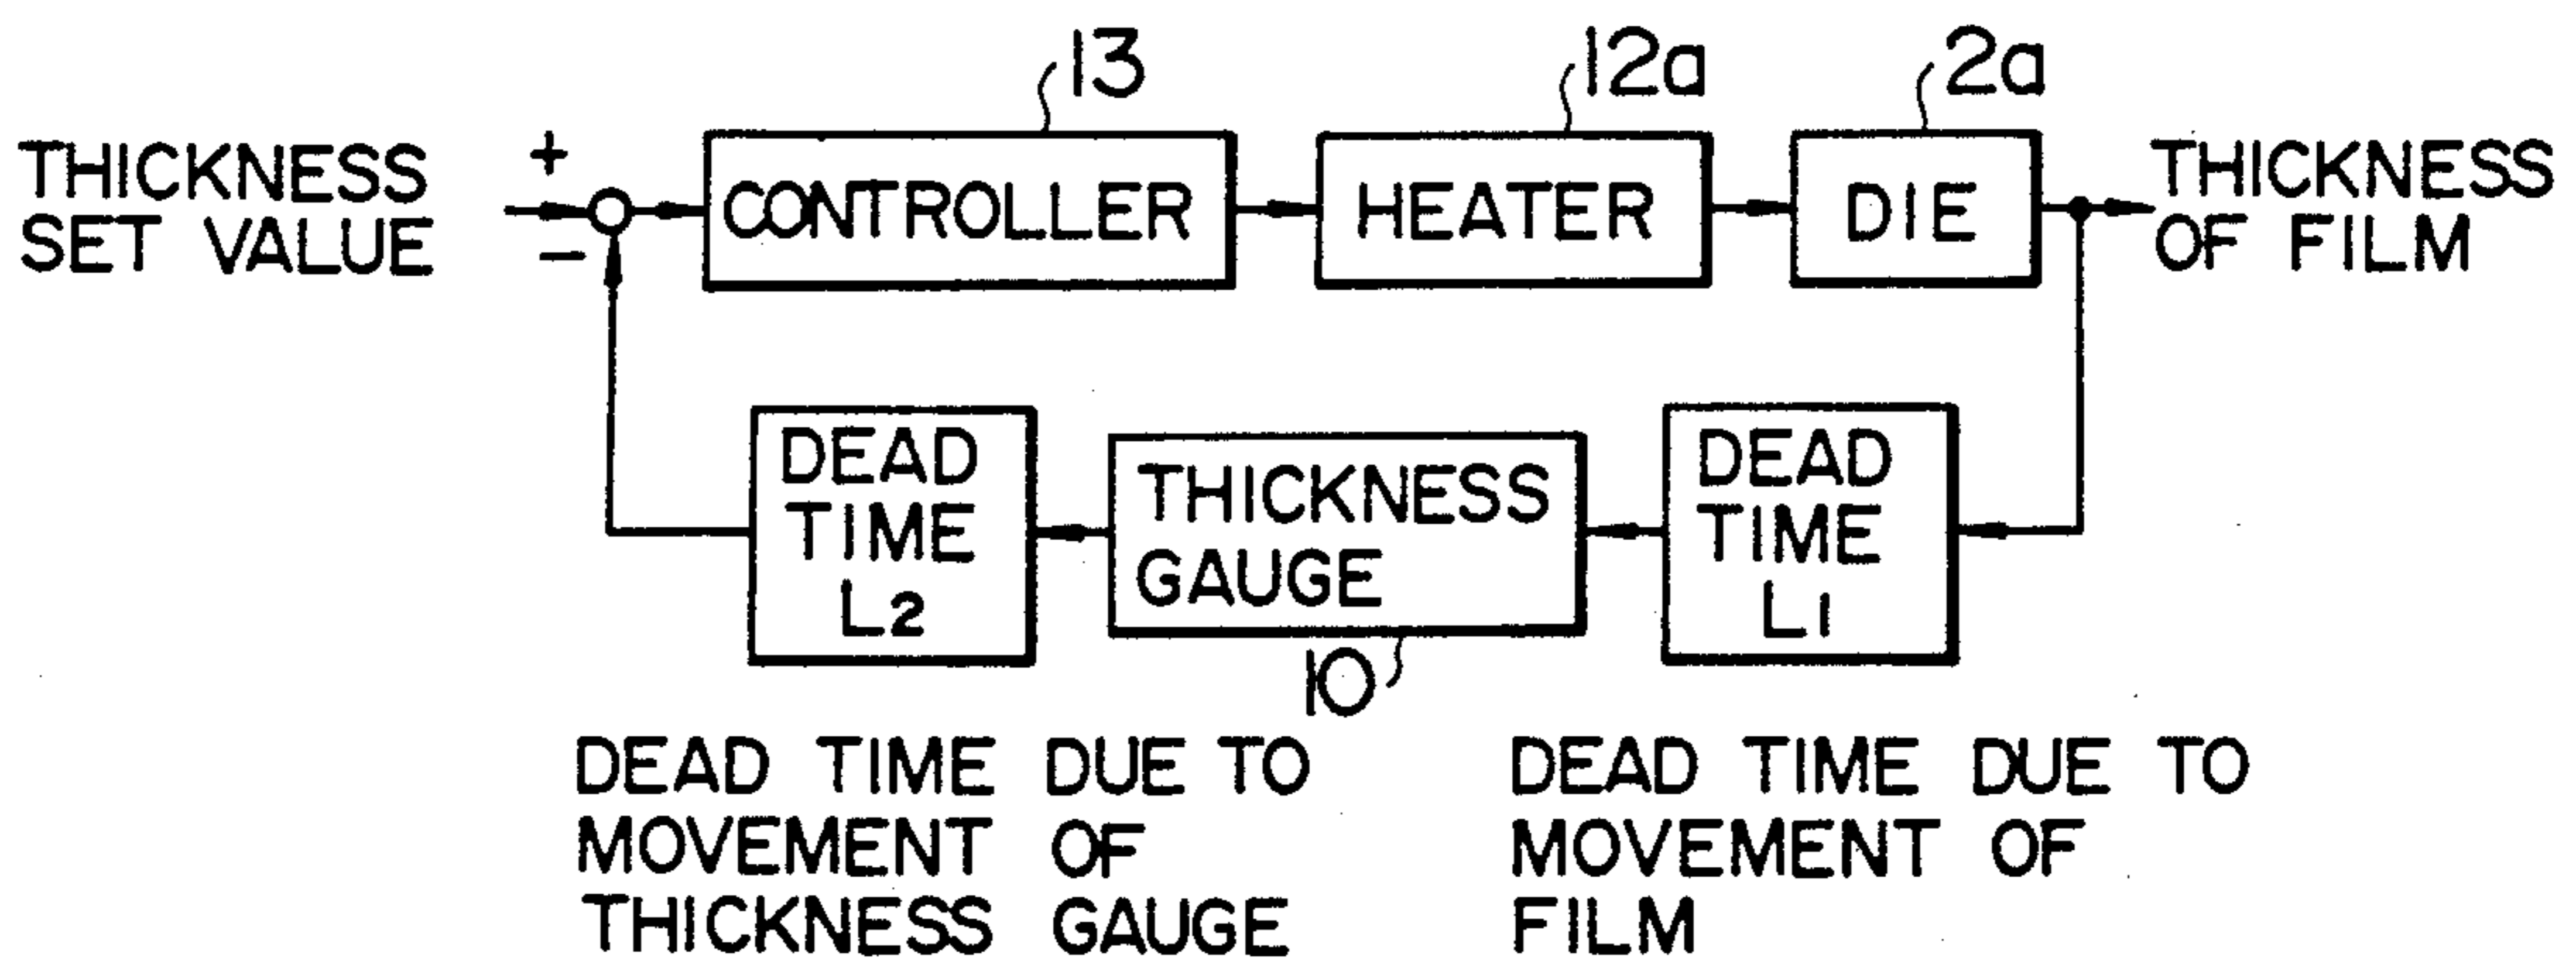 13
12a
2a
THICKNESS
SET VALUE
+
−
CONTROLLER
HEATER
DIE
THICKNESS
OF FILM
DEAD
TIME
L2
THICKNESS
GAUGE
DEAD
TIME
L1
10
DEAD TIME DUE TO
MOVEMENT OF
THICKNESS GAUGE
DEAD TIME DUE TO
MOVEMENT OF
FILM